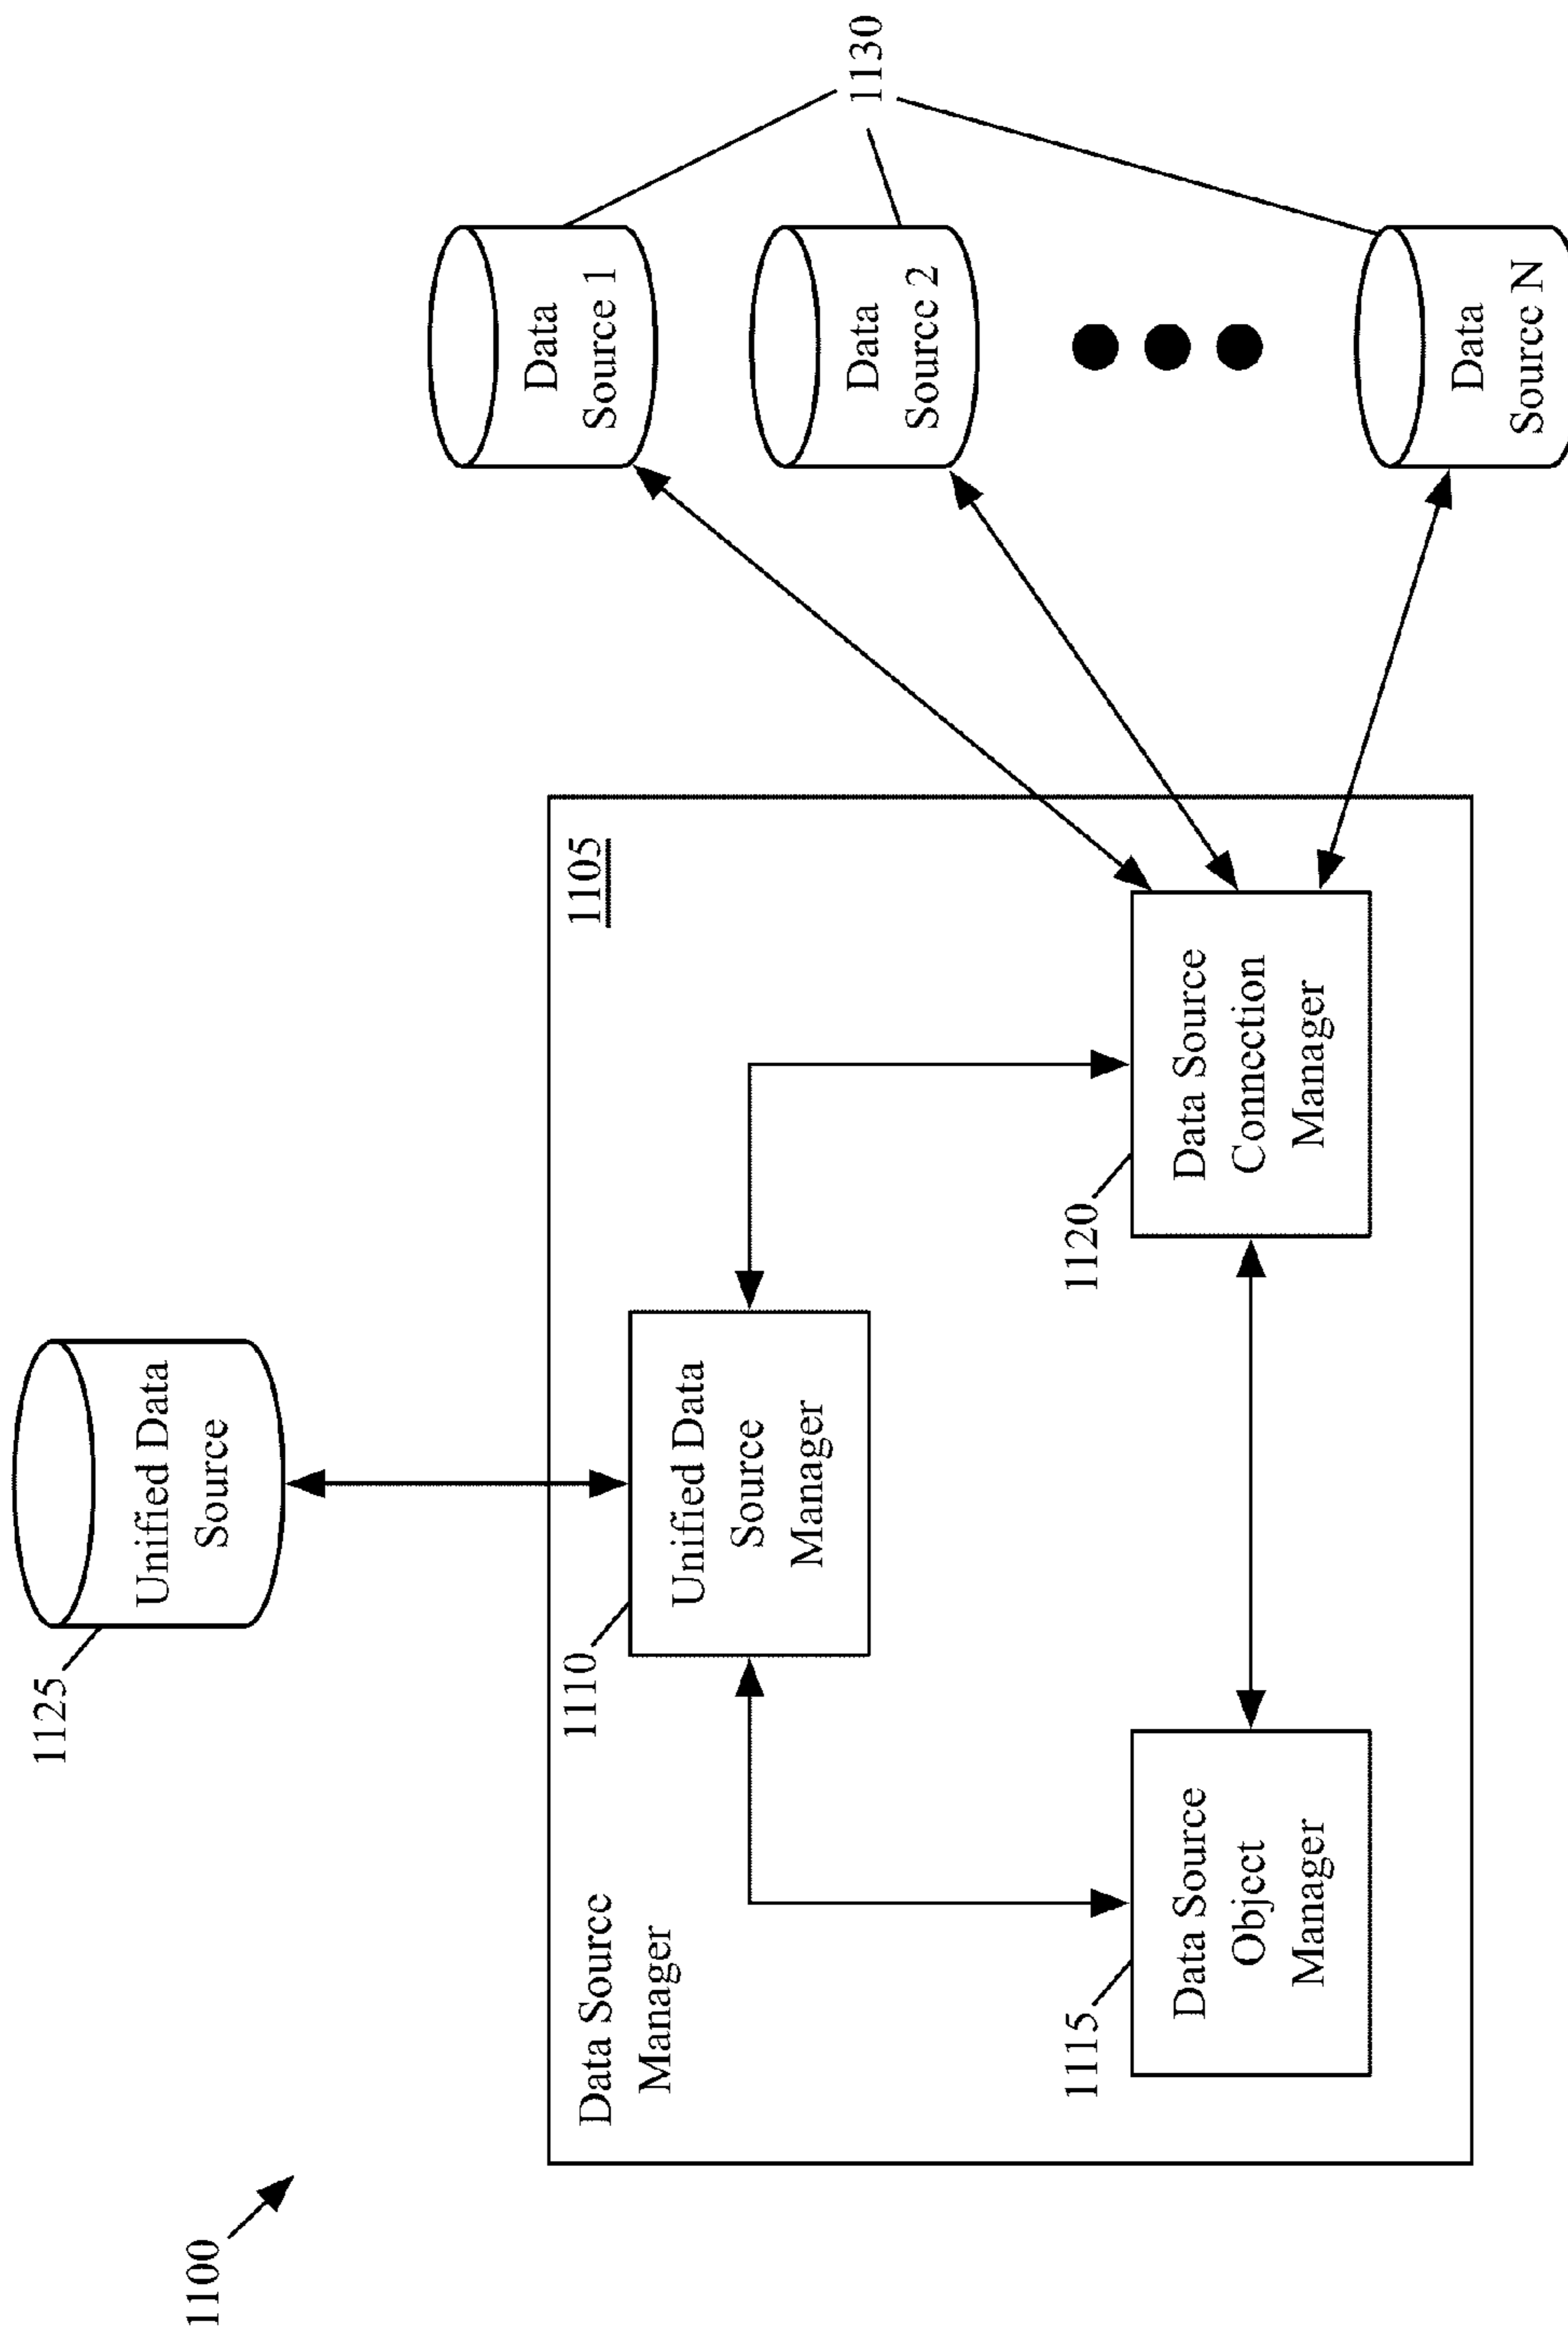 1100
1125
Unified Data
Source
Data Source
Manager
1105
1110
Unified Data
Source
Manager
1115
Data Source
Object
Manager
1120
Data Source
Connection
Manager
Data
Source 1
Data
Source 2
Data
Source N
1130